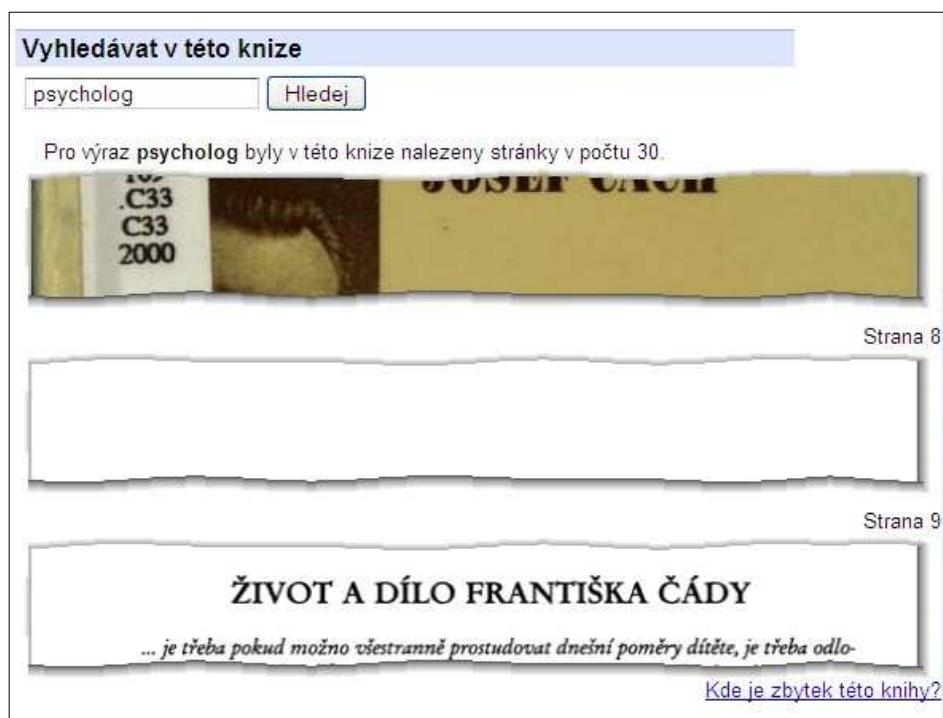 Vyhledávat v této knize
psycholog Hledej
Pro výraz psycholog byly v této knize nalezeny stránky v počtu 30.
JOSEF CACH
.C33
C33
2000
Strana 8
Strana 9
ŽIVOT A DÍLO FRANTIŠKA ČÁDY
... je třeba pokud možno všestranně prostudovat dnešní poměry dítěte, je třeba odlo-
Kde je zbytek této knihy?